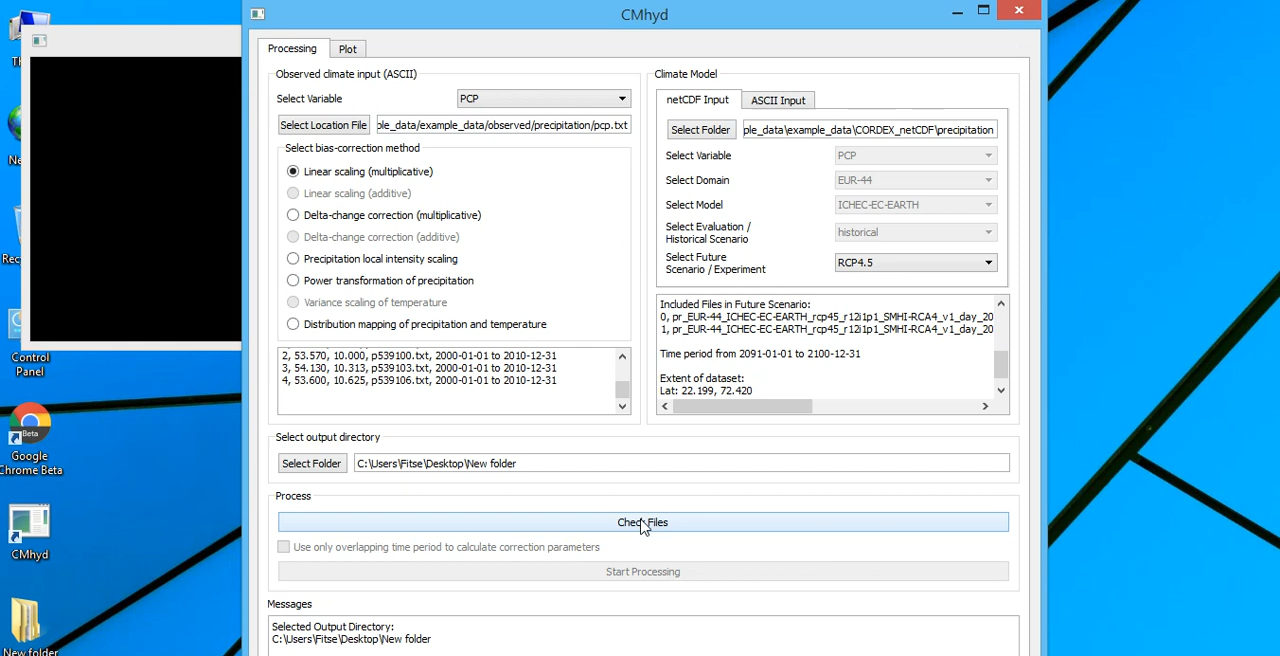 CMhyd
Processing
Plot
Observed climate input (ASCII)
Select Variable
PCP
Select Location File
ple_data/example_data/observed/precipitation/pcp.txt
Select bias-correction method
Linear scaling (multiplicative)
Linear scaling (additive)
Delta-change correction (multiplicative)
Delta-change correction (additive)
Precipitation local intensity scaling
Power transformation of precipitation
Variance scaling of temperature
Distribution mapping of precipitation and temperature
2, 53.570, 10.000, p539100.txt, 2000-01-01 to 2010-12-31
3, 54.130, 10.313, p539103.txt, 2000-01-01 to 2010-12-31
4, 53.600, 10.625, p539106.txt, 2000-01-01 to 2010-12-31
Climate Model
netCDF Input
ASCII Input
Select Folder
ple_data\example_data\CORDEX_netCDF\precipitation
Select Variable
PCP
Select Domain
EUR-44
Select Model
ICHEC-EC-EARTH
Select Evaluation /
Historical Scenario
historical
Select Future
Scenario / Experiment
RCP4.5
Included Files in Future Scenario:
0, pr_EUR-44_ICHEC-EC-EARTH_rcp45_r12i1p1_SMHI-RCA4_v1_day_20
1, pr_EUR-44_ICHEC-EC-EARTH_rcp45_r12i1p1_SMHI-RCA4_v1_day_20
Time period from 2091-01-01 to 2100-12-31
Extent of dataset:
Lat: 22.199, 72.420
Select output directory
Select Folder
C:\Users\Fitse\Desktop\New folder
Process
Check Files
Use only overlapping time period to calculate correction parameters
Start Processing
Messages
Selected Output Directory:
C:\Users\Fitse\Desktop\New folder
Th
Ne
Rec
Control
Panel
Beta
Google
Chrome Beta
CMhyd
New folder